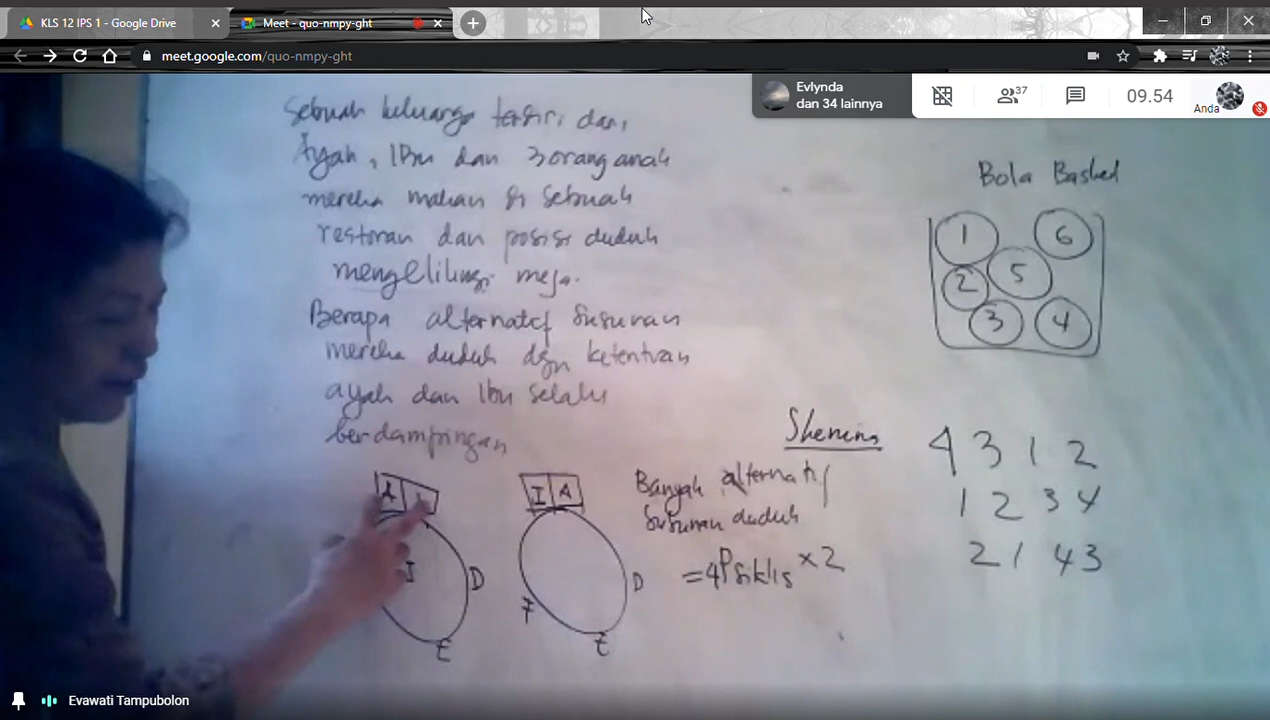 KLS 12 IPS 1 - Google Drive
Meet - quo-nmpy-ght
meet.google.com/quo-nmpy-ght
Evlynda
dan 34 lainnya
37
09.54
Anda
Sebuah keluarga terdiri dari
Ayah, Ibu dan 3 orang anak
mereka makan di sebuah
restoran dan posisi duduk
mengelilingi meja.
Berapa alternatif susunan
mereka duduk dgn ketentuan
ayah dan Ibu selalu
berdampingan
A I
I
D
E
I A
D
F
E
Banyak alternatif
susunan duduk
= 4P siklis × 2
Bola Basked
1
6
5
2
3
4
Skening
4 3 1 2
1 2 3 4
2 1 4 3
Evawati Tampubolon